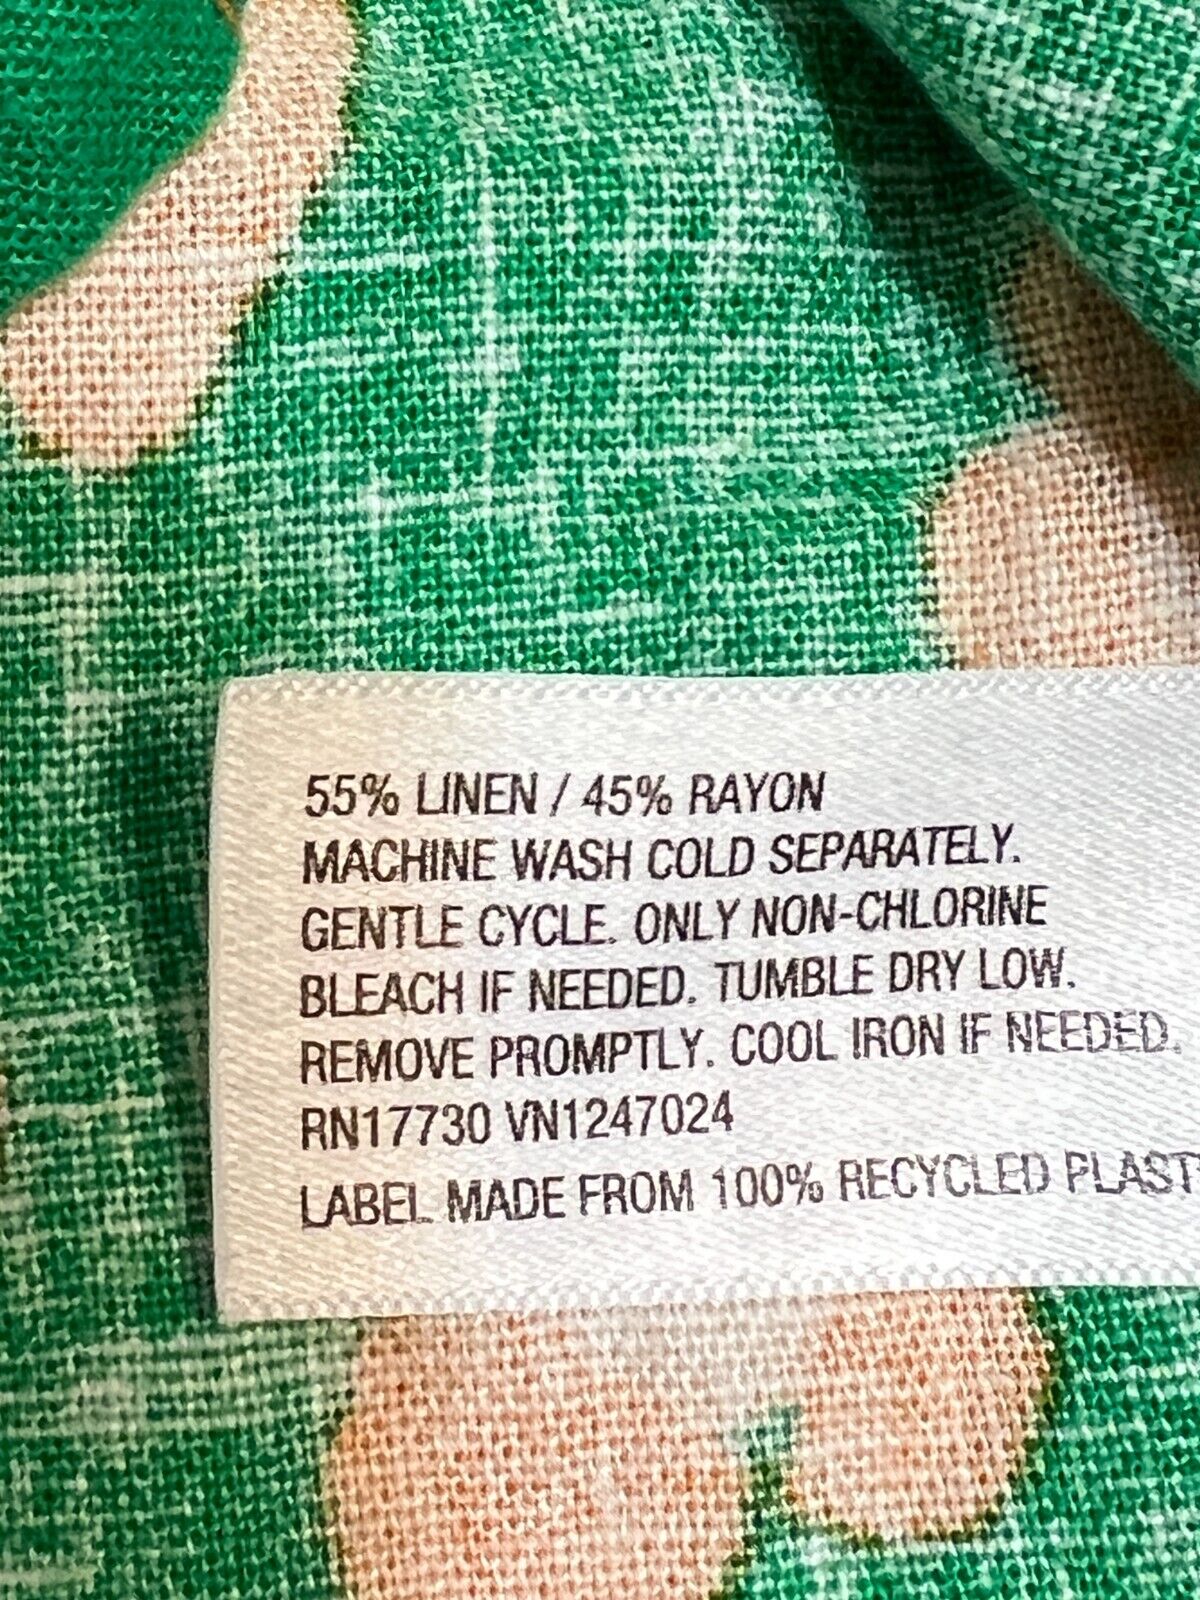 55% LINEN / 45% RAYON
MACHINE WASH COLD SEPARATELY.
GENTLE CYCLE. ONLY NON-CHLORINE
BLEACH IF NEEDED. TUMBLE DRY LOW.
REMOVE PROMPTLY. COOL IRON IF NEEDED.
RN17730 VN1247024
LABEL MADE FROM 100% RECYCLED PLAST